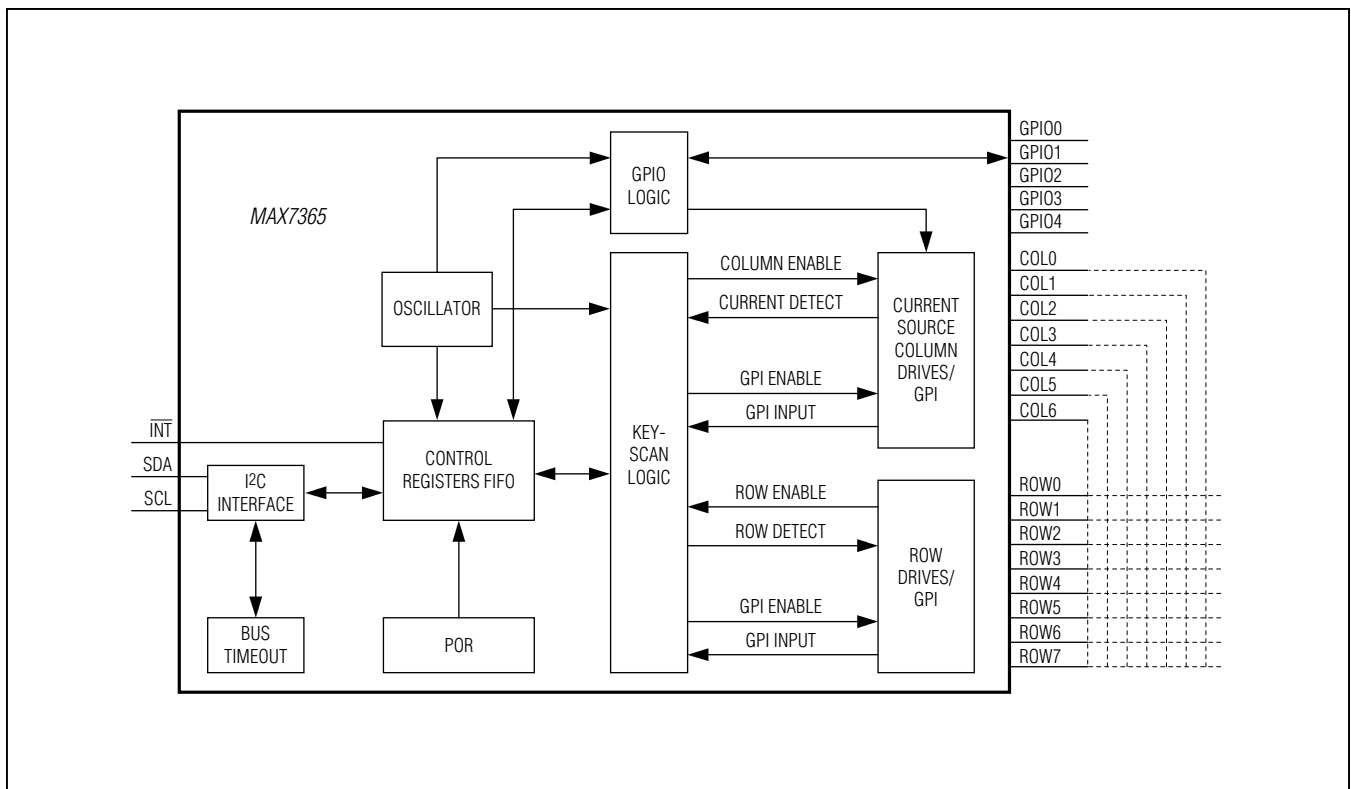 MAX7365
GPIO
LOGIC
OSCILLATOR
CONTROL
REGISTERS FIFO
I²C
INTERFACE
BUS
TIMEOUT
POR
KEY-
SCAN
LOGIC
COLUMN ENABLE
CURRENT DETECT
GPI ENABLE
GPI INPUT
ROW ENABLE
ROW DETECT
GPI ENABLE
GPI INPUT
CURRENT
SOURCE
COLUMN
DRIVES/
GPI
ROW
DRIVES/
GPI
I̅N̅T̅
SDA
SCL
GPIO0
GPIO1
GPIO2
GPIO3
GPIO4
COL0
COL1
COL2
COL3
COL4
COL5
COL6
ROW0
ROW1
ROW2
ROW3
ROW4
ROW5
ROW6
ROW7